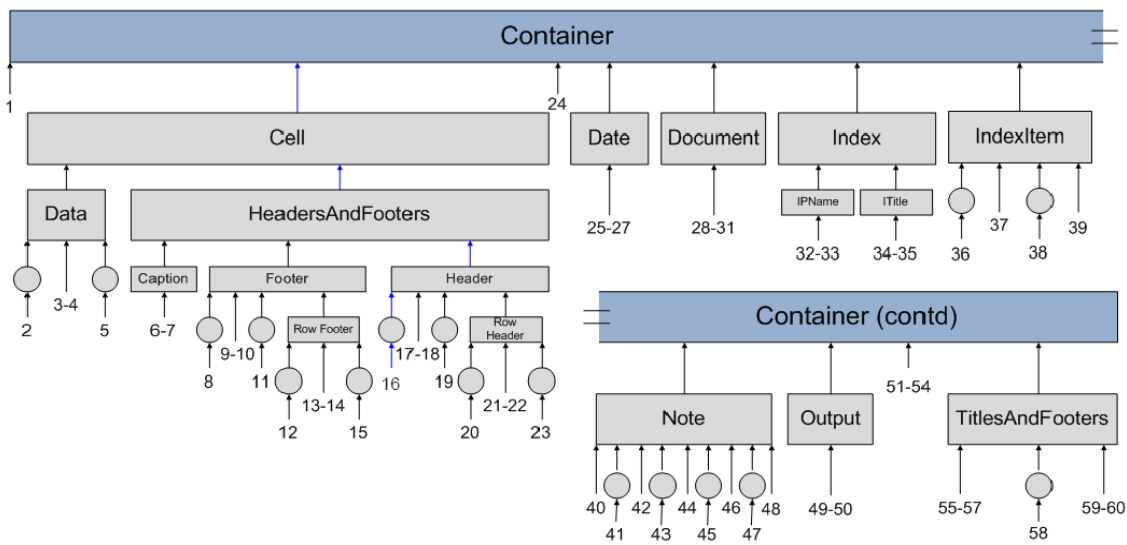 Container
1
24
Cell
Date
Document
Index
IndexItem
Data
HeadersAndFooters
IPName
ITitle
25-27
28-31
32-33
34-35
36
37
38
39
Caption
Footer
Header
2
3-4
5
6-7
Row Footer
Row
Header
8
9-10
11
16
17-18
19
12
13-14
15
20
21-22
23
Container (contd)
51-54
Note
Output
TitlesAndFooters
40
42
44
46
48
41
43
45
47
49-50
55-57
58
59-60